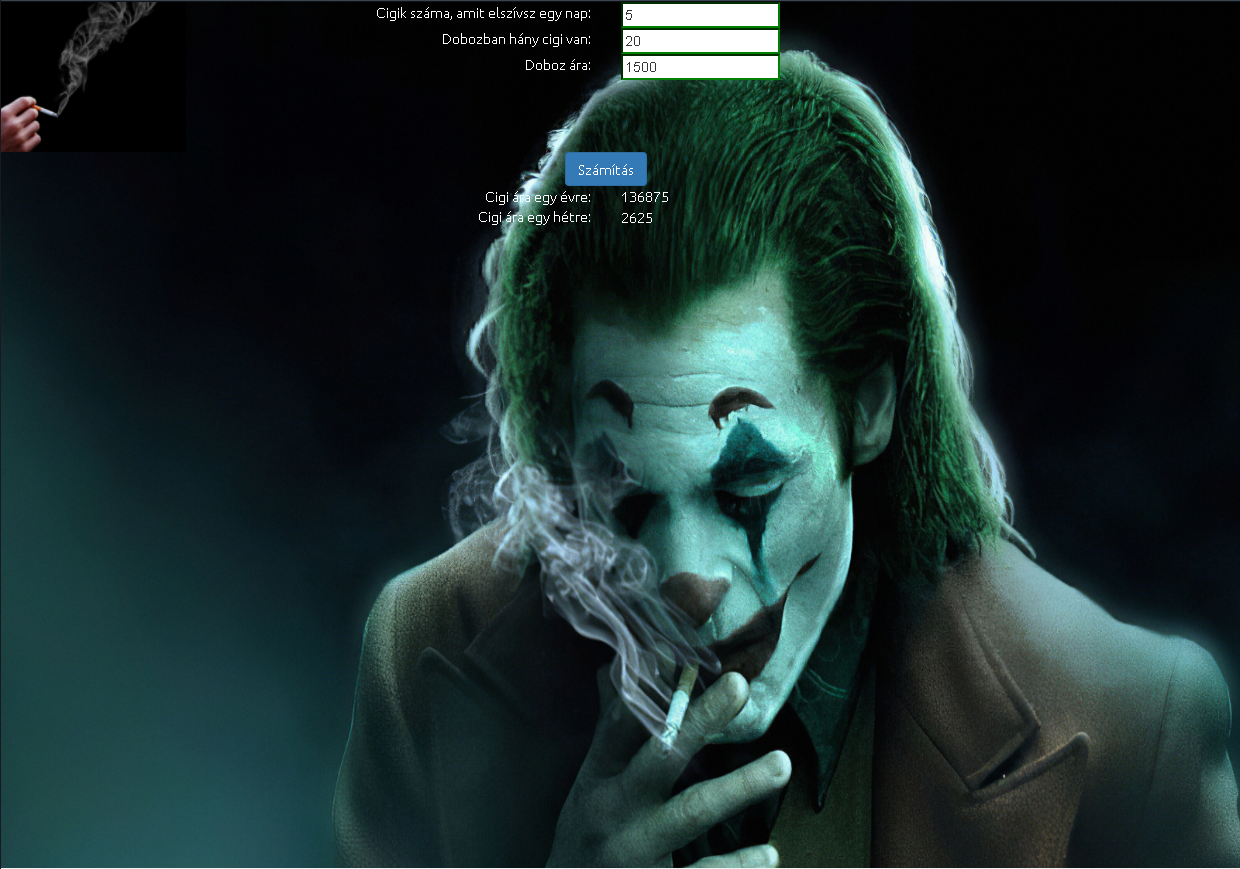 Cigik száma, amit elszívsz egy nap: 5
Dobozban hány cigi van: 20
Doboz ára: 1500
Számítás
Cigi ára egy évre: 136875
Cigi ára egy hétre: 2625